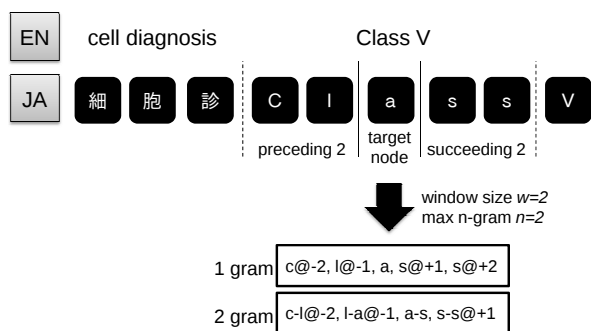 EN cell diagnosis Class V
JA 細 胞 診 C l a s s V
preceding 2 target node succeeding 2
window size w=2
max n-gram n=2
1 gram c@-2, l@-1, a, s@+1, s@+2
2 gram c-l@-2, l-a@-1, a-s, s-s@+1